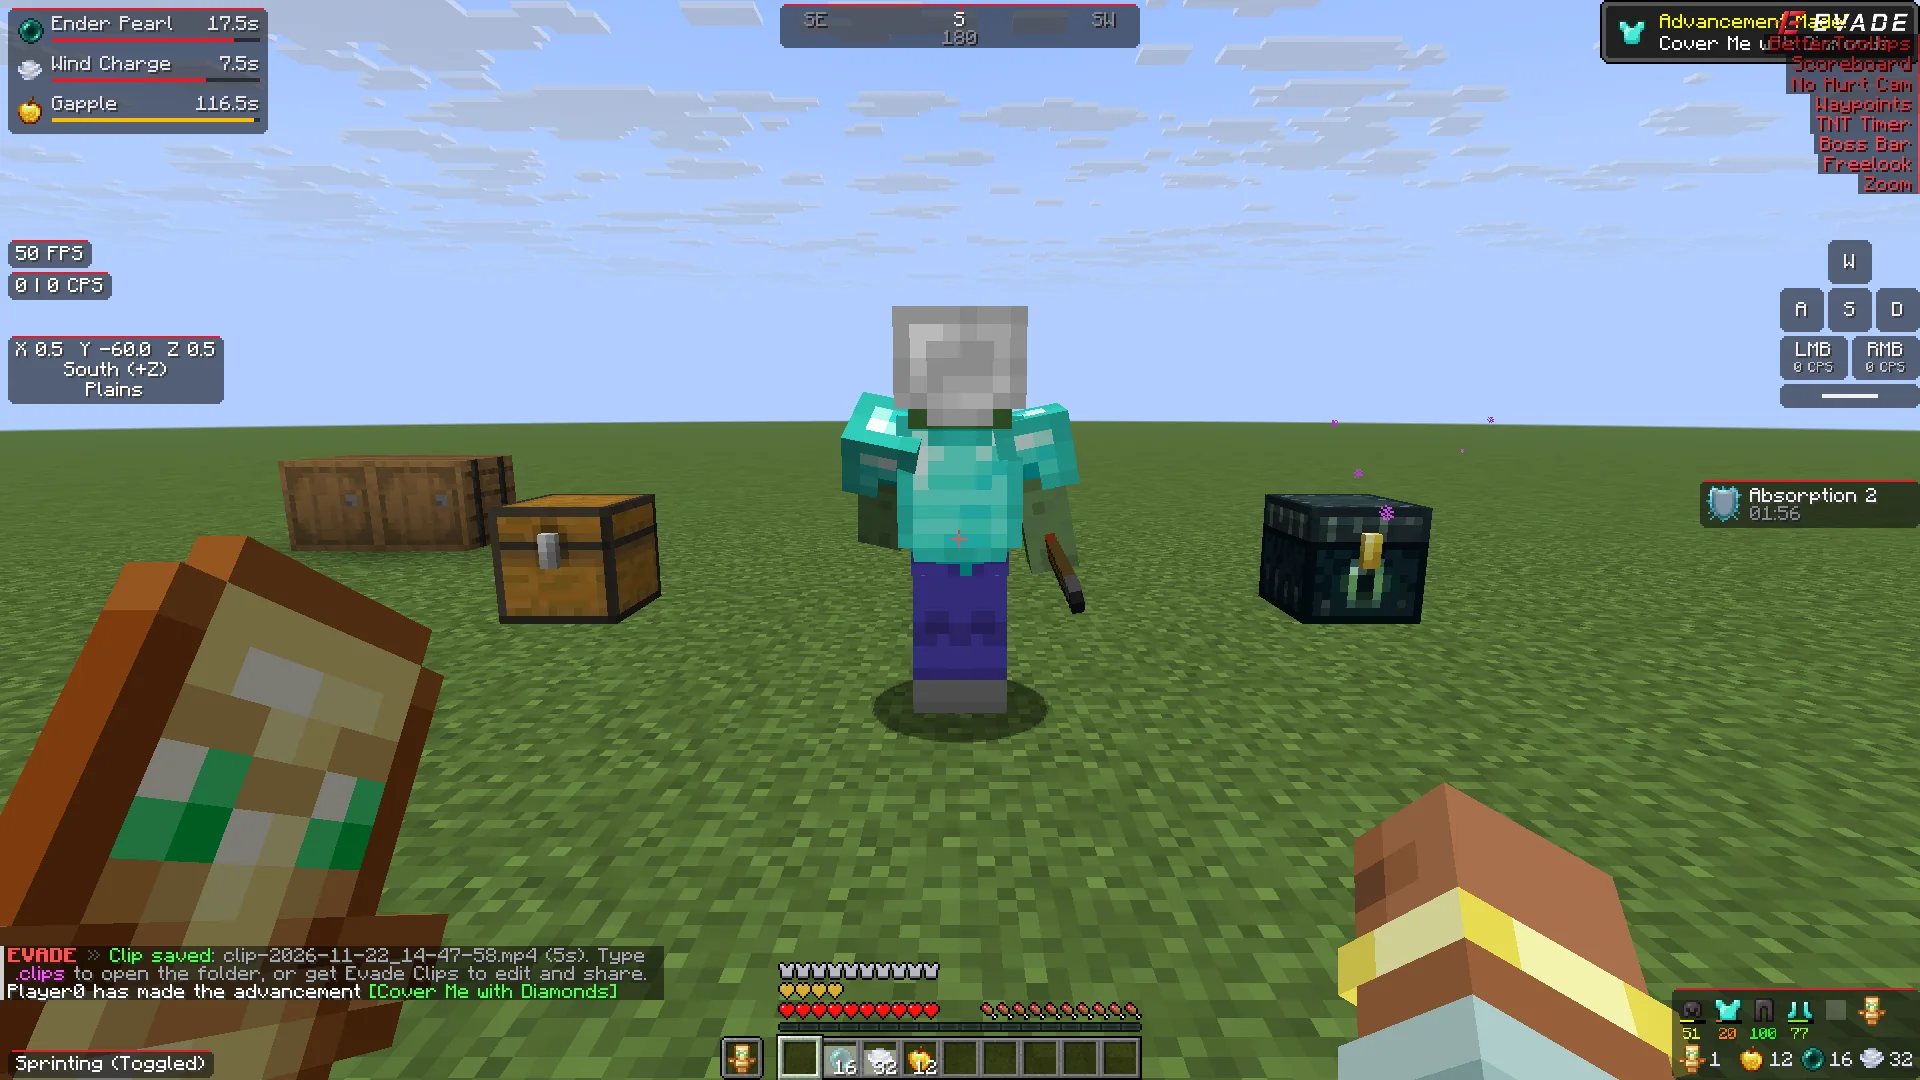 Ender Pearl 17.5s
Wind Charge 7.5s
Gapple 116.5s
SE S SW
180
Advancement Made!
Cover Me
EVADE
BetterTooltips
Scoreboard
No Hurt Cam
Waypoints
TNT Timer
Boss Bar
Freelook
Zoom
50 FPS
0 | 0 CPS
X 0.5 Y -60.0 Z 0.5
South (+Z)
Plains
W
A S D
LMB RMB
0 CPS 0 CPS
Absorption 2
01:56
EVADE » Clip saved: clip-2026-11-22_14-47-58.mp4 (5s). Type
.clips to open the folder, or get Evade Clips to edit and share.
Player0 has made the advancement [Cover Me with Diamonds]
Sprinting (Toggled)
16 32 12
51 20 100 77
1 12 16 32